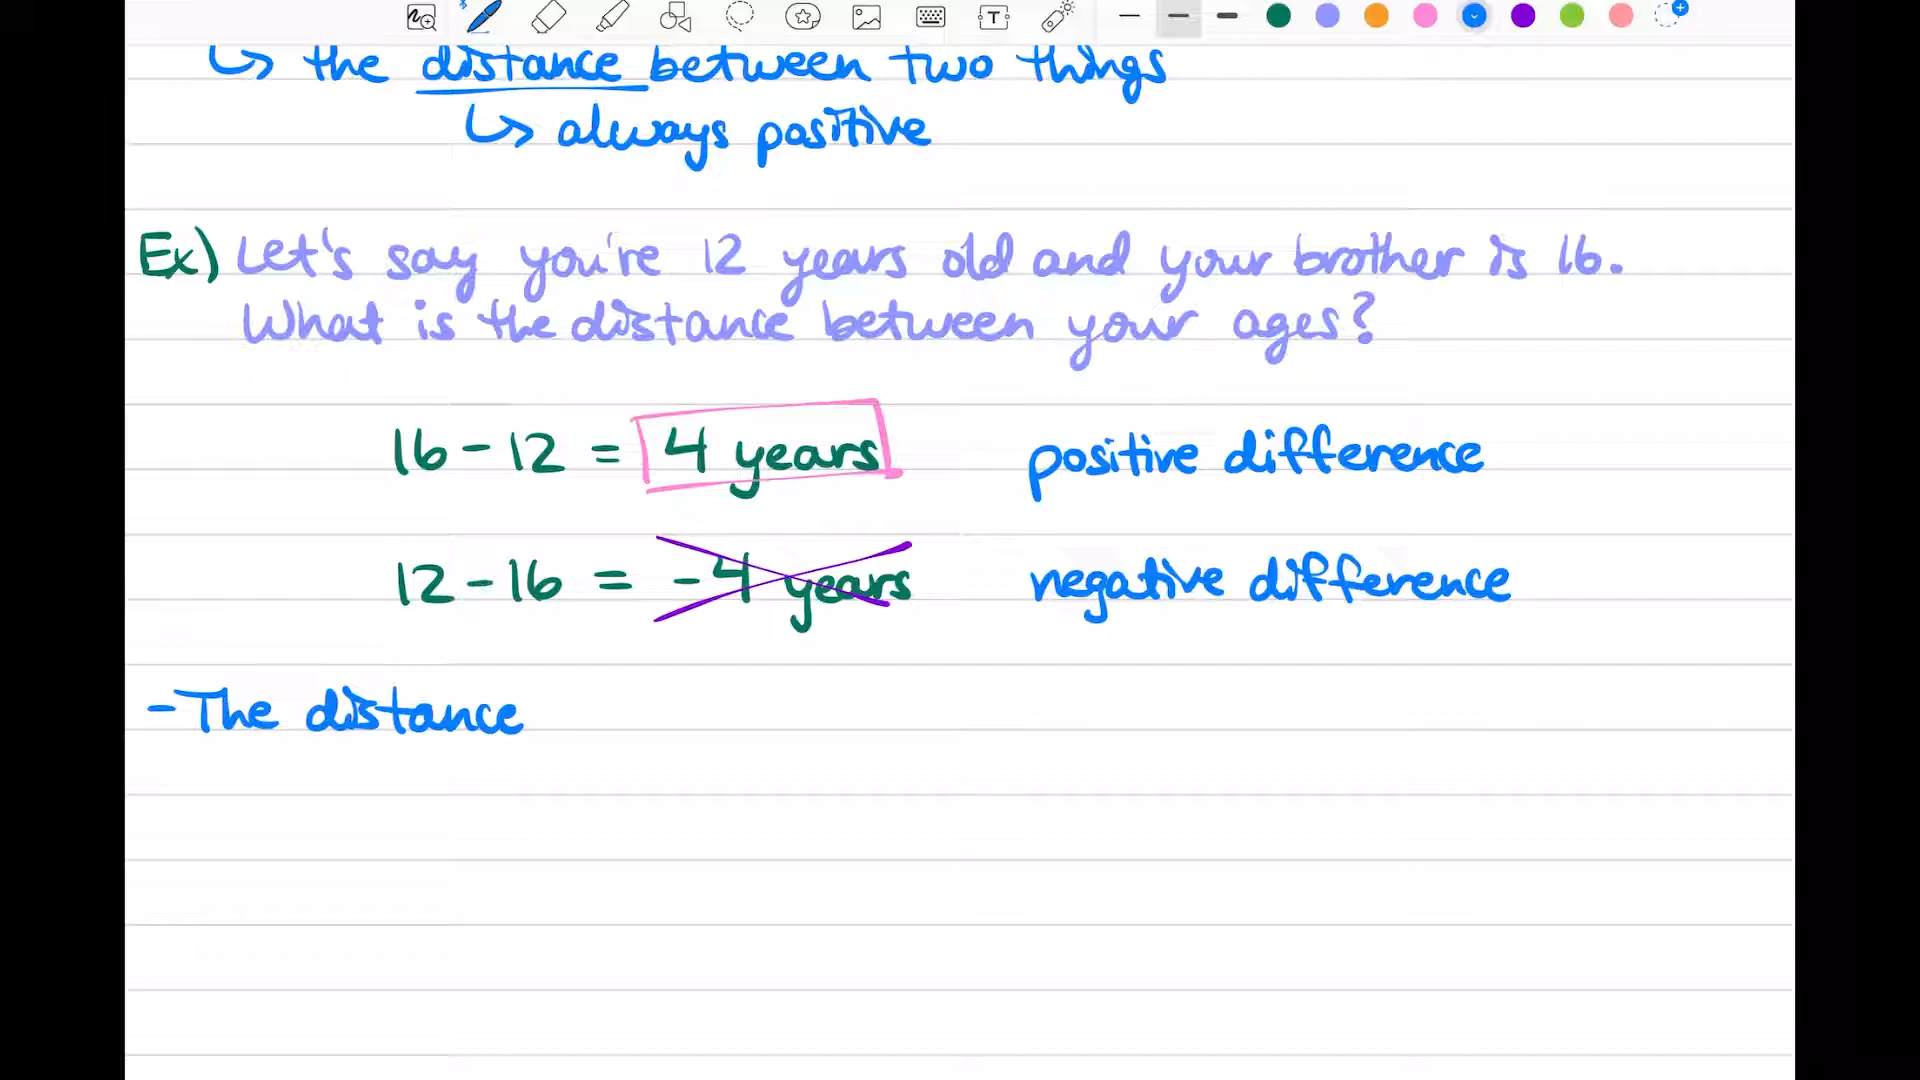 ↳ the distance between two things
↳ always positive
Ex) Let's say you're 12 years old and your brother is 16.
What is the distance between your ages?
16 - 12 = 4 years positive difference
12 - 16 = -4 years negative difference
- The distance